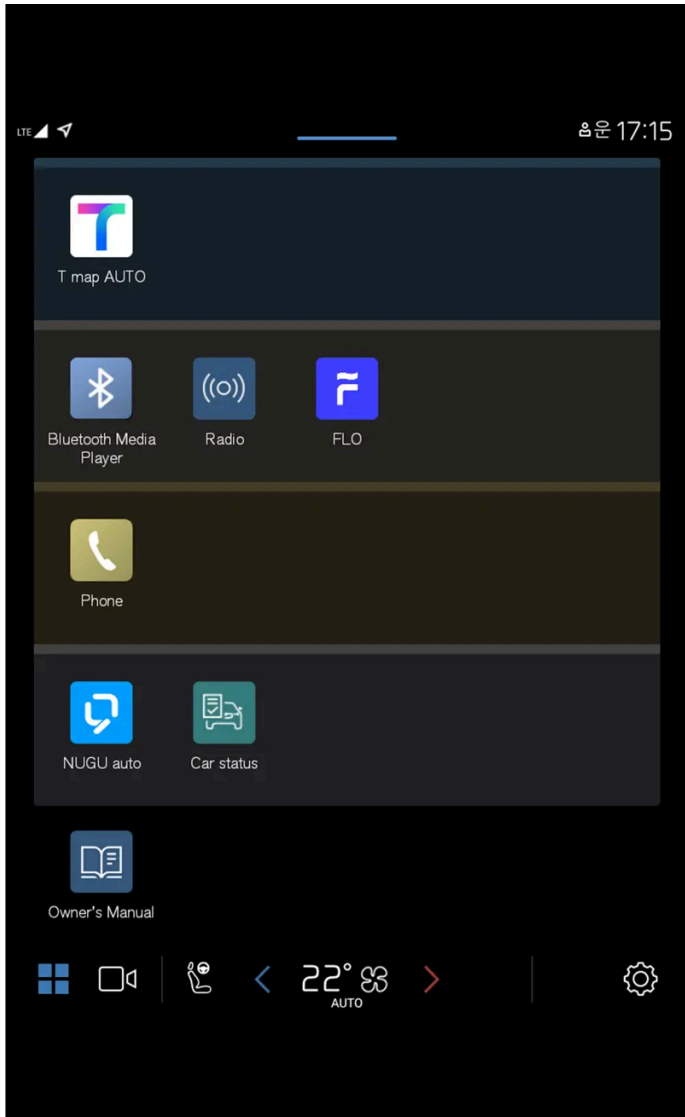 LTE
운 17:15
T map AUTO
Bluetooth Media
Player
Radio
FLO
Phone
NUGU auto
Car status
Owner's Manual
22°
AUTO